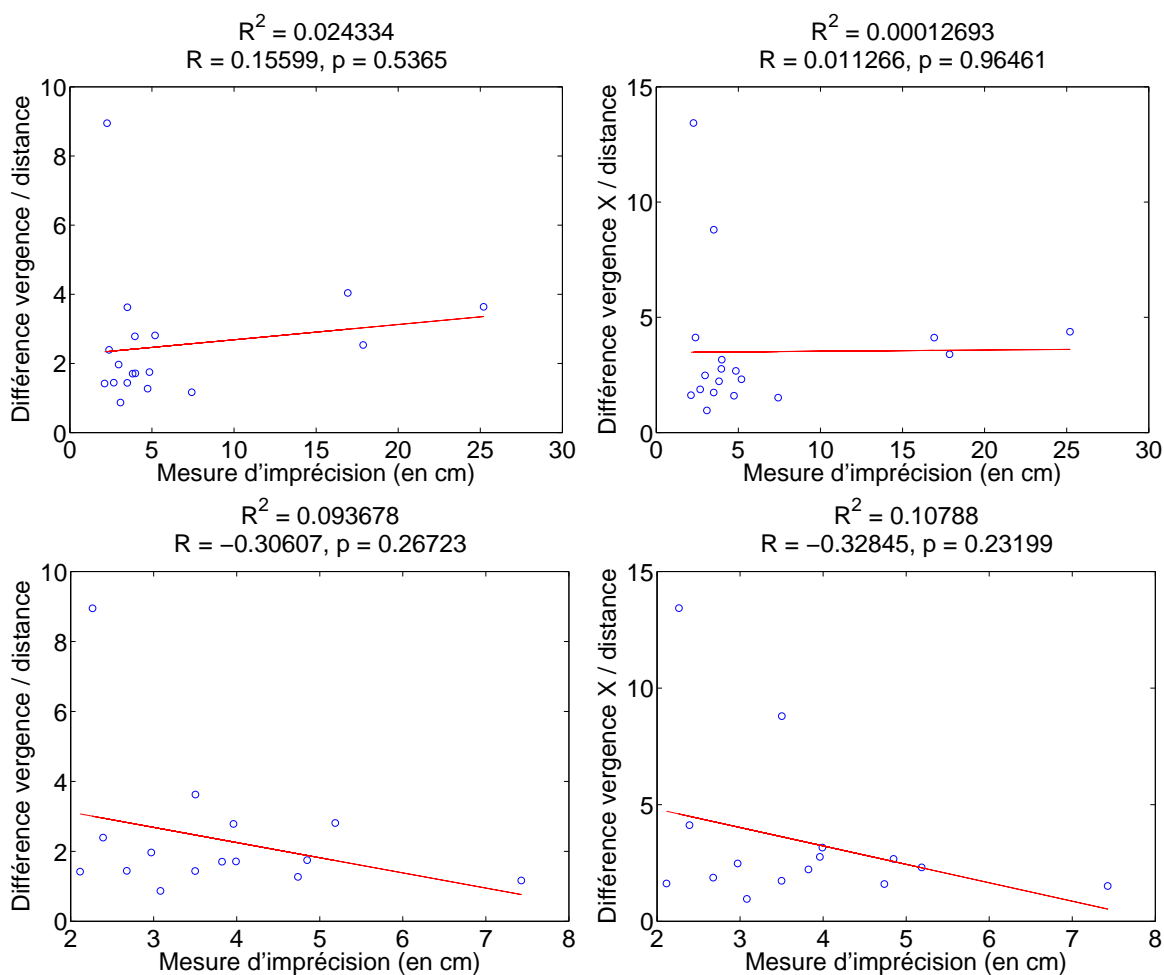 R² = 0.024334
R = 0.15599, p = 0.5365
Différence vergence / distance
10
8
6
4
2
0
0 5 10 15 20 25 30
Mesure d'imprécision (en cm)
R² = 0.00012693
R = 0.011266, p = 0.96461
Différence vergence X / distance
15
10
5
0
0 5 10 15 20 25 30
Mesure d'imprécision (en cm)
R² = 0.093678
R = −0.30607, p = 0.26723
Différence vergence / distance
10
8
6
4
2
0
2 3 4 5 6 7 8
Mesure d'imprécision (en cm)
R² = 0.10788
R = −0.32845, p = 0.23199
Différence vergence X / distance
15
10
5
0
2 3 4 5 6 7 8
Mesure d'imprécision (en cm)